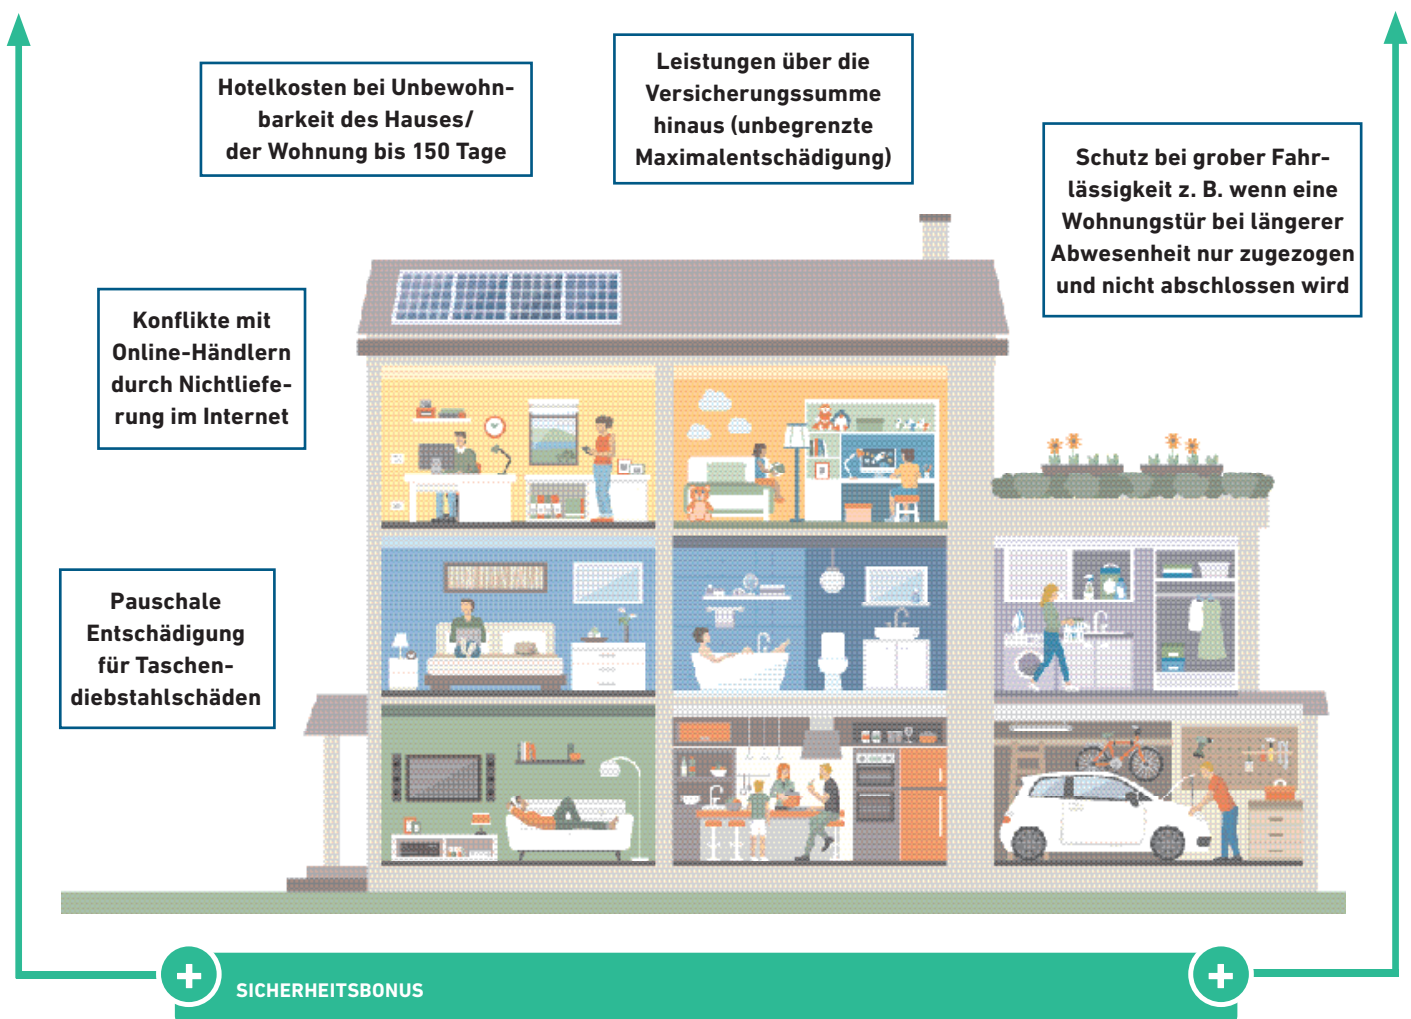 Hotelkosten bei Unbewohn-
barkeit des Hauses/
der Wohnung bis 150 Tage
Leistungen über die
Versicherungssumme
hinaus (unbegrenzte
Maximalentschädigung)
Schutz bei grober Fahr-
lässigkeit z. B. wenn eine
Wohnungstür bei längerer
Abwesenheit nur zugezogen
und nicht abschlossen wird
Konflikte mit
Online-Händlern
durch Nichtliefe-
rung im Internet
Pauschale
Entschädigung
für Taschen-
diebstahlschäden
SICHERHEITSBONUS